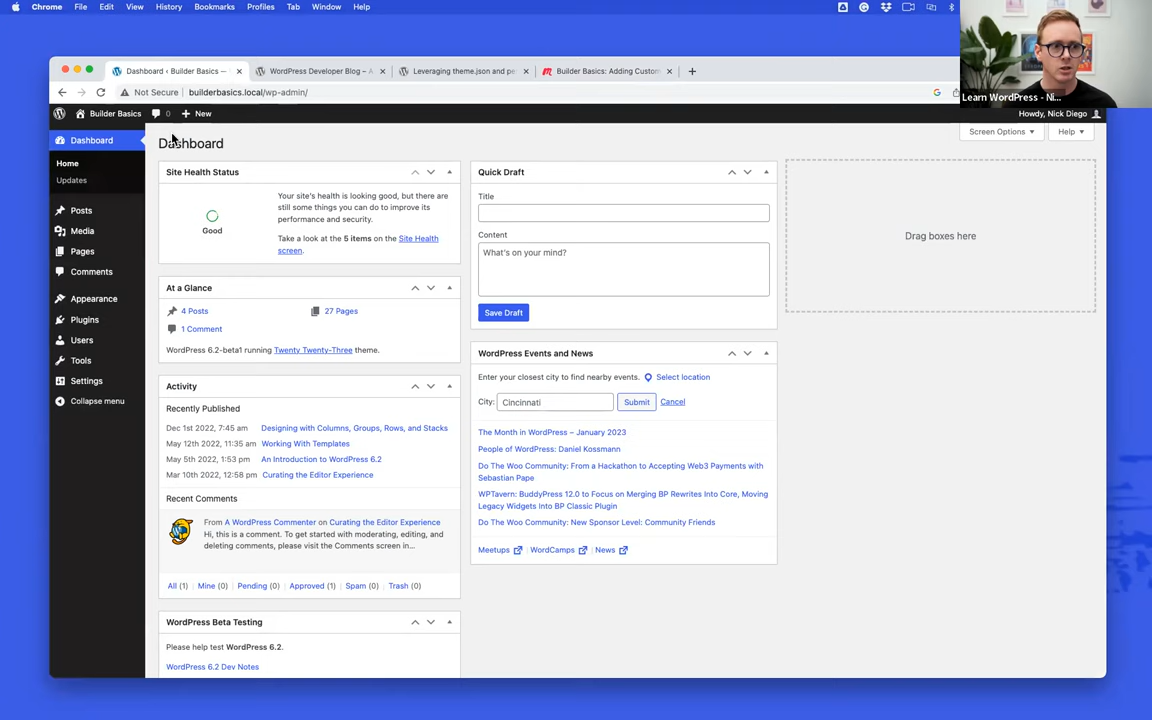 Chrome File Edit View History Bookmarks Profiles Tab Window Help
Dashboard ‹ Builder Basics —
WordPress Developer Blog – A
Leveraging theme.json and pe
Builder Basics: Adding Custom
Not Secure builderbasics.local/wp-admin/
Learn WordPress - Ni...
Builder Basics 0 New
Howdy, Nick Diego
Dashboard
Home
Updates
Posts
Media
Pages
Comments
Appearance
Plugins
Users
Tools
Settings
Collapse menu
Dashboard
Screen Options
Help
Site Health Status
Good
Your site's health is looking good, but there are
still some things you can do to improve its
performance and security.
Take a look at the 5 items on the Site Health
screen.
At a Glance
4 Posts
27 Pages
1 Comment
WordPress 6.2-beta1 running Twenty Twenty-Three theme.
Activity
Recently Published
Dec 1st 2022, 7:45 am Designing with Columns, Groups, Rows, and Stacks
May 12th 2022, 11:35 am Working With Templates
May 5th 2022, 1:53 pm An Introduction to WordPress 6.2
Mar 10th 2022, 12:58 pm Curating the Editor Experience
Recent Comments
From A WordPress Commenter on Curating the Editor Experience
Hi, this is a comment. To get started with moderating, editing, and
deleting comments, please visit the Comments screen in...
All (1) Mine (0) Pending (0) Approved (1) Spam (0) Trash (0)
WordPress Beta Testing
Please help test WordPress 6.2.
WordPress 6.2 Dev Notes
Quick Draft
Title
Content
What's on your mind?
Save Draft
WordPress Events and News
Enter your closest city to find nearby events. Select location
City: Cincinnati Submit Cancel
The Month in WordPress – January 2023
People of WordPress: Daniel Kossmann
Do The Woo Community: From a Hackathon to Accepting Web3 Payments with
Sebastian Pape
WPTavern: BuddyPress 12.0 to Focus on Merging BP Rewrites Into Core, Moving
Legacy Widgets Into BP Classic Plugin
Do The Woo Community: New Sponsor Level: Community Friends
Meetups WordCamps News
Drag boxes here